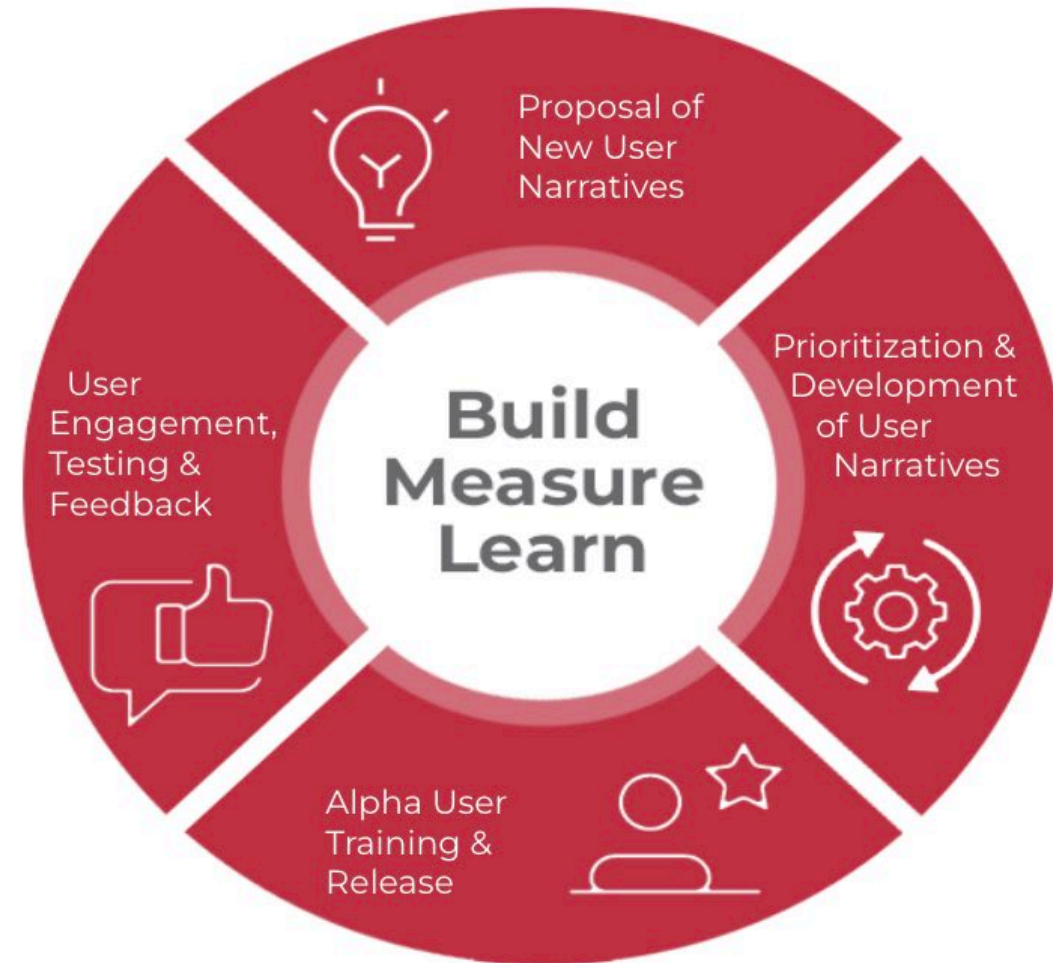 Proposal of
New User
Narratives
Prioritization &
Development
of User
Narratives
Alpha User
Training &
Release
User
Engagement,
Testing &
Feedback
Build
Measure
Learn